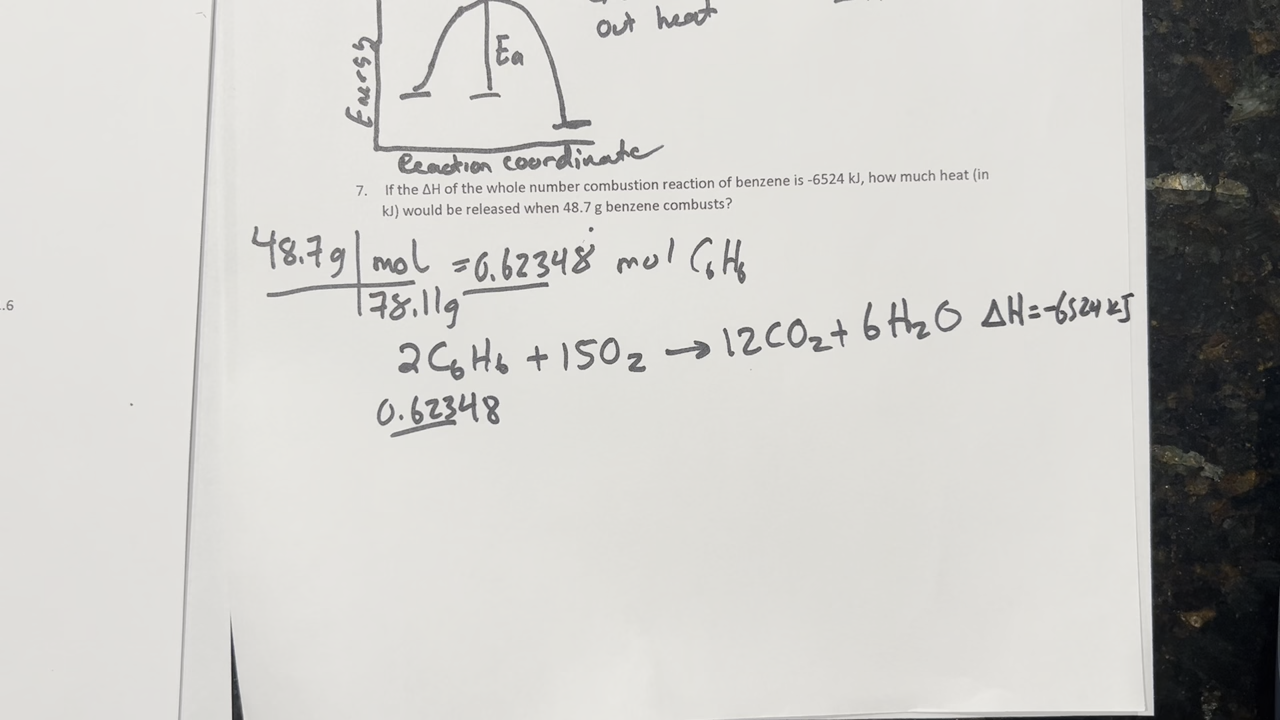 out heat
Ea
Energy
Reaction coordinate
7. If the ΔH of the whole number combustion reaction of benzene is -6524 kJ, how much heat (in
kJ) would be released when 48.7 g benzene combusts?
48.7g | mol = 0.62348 mol C₆H₆
78.11g
2C₆H₆ + 15O₂ → 12CO₂ + 6H₂O ΔH=-6524 kJ
0.62348
.6